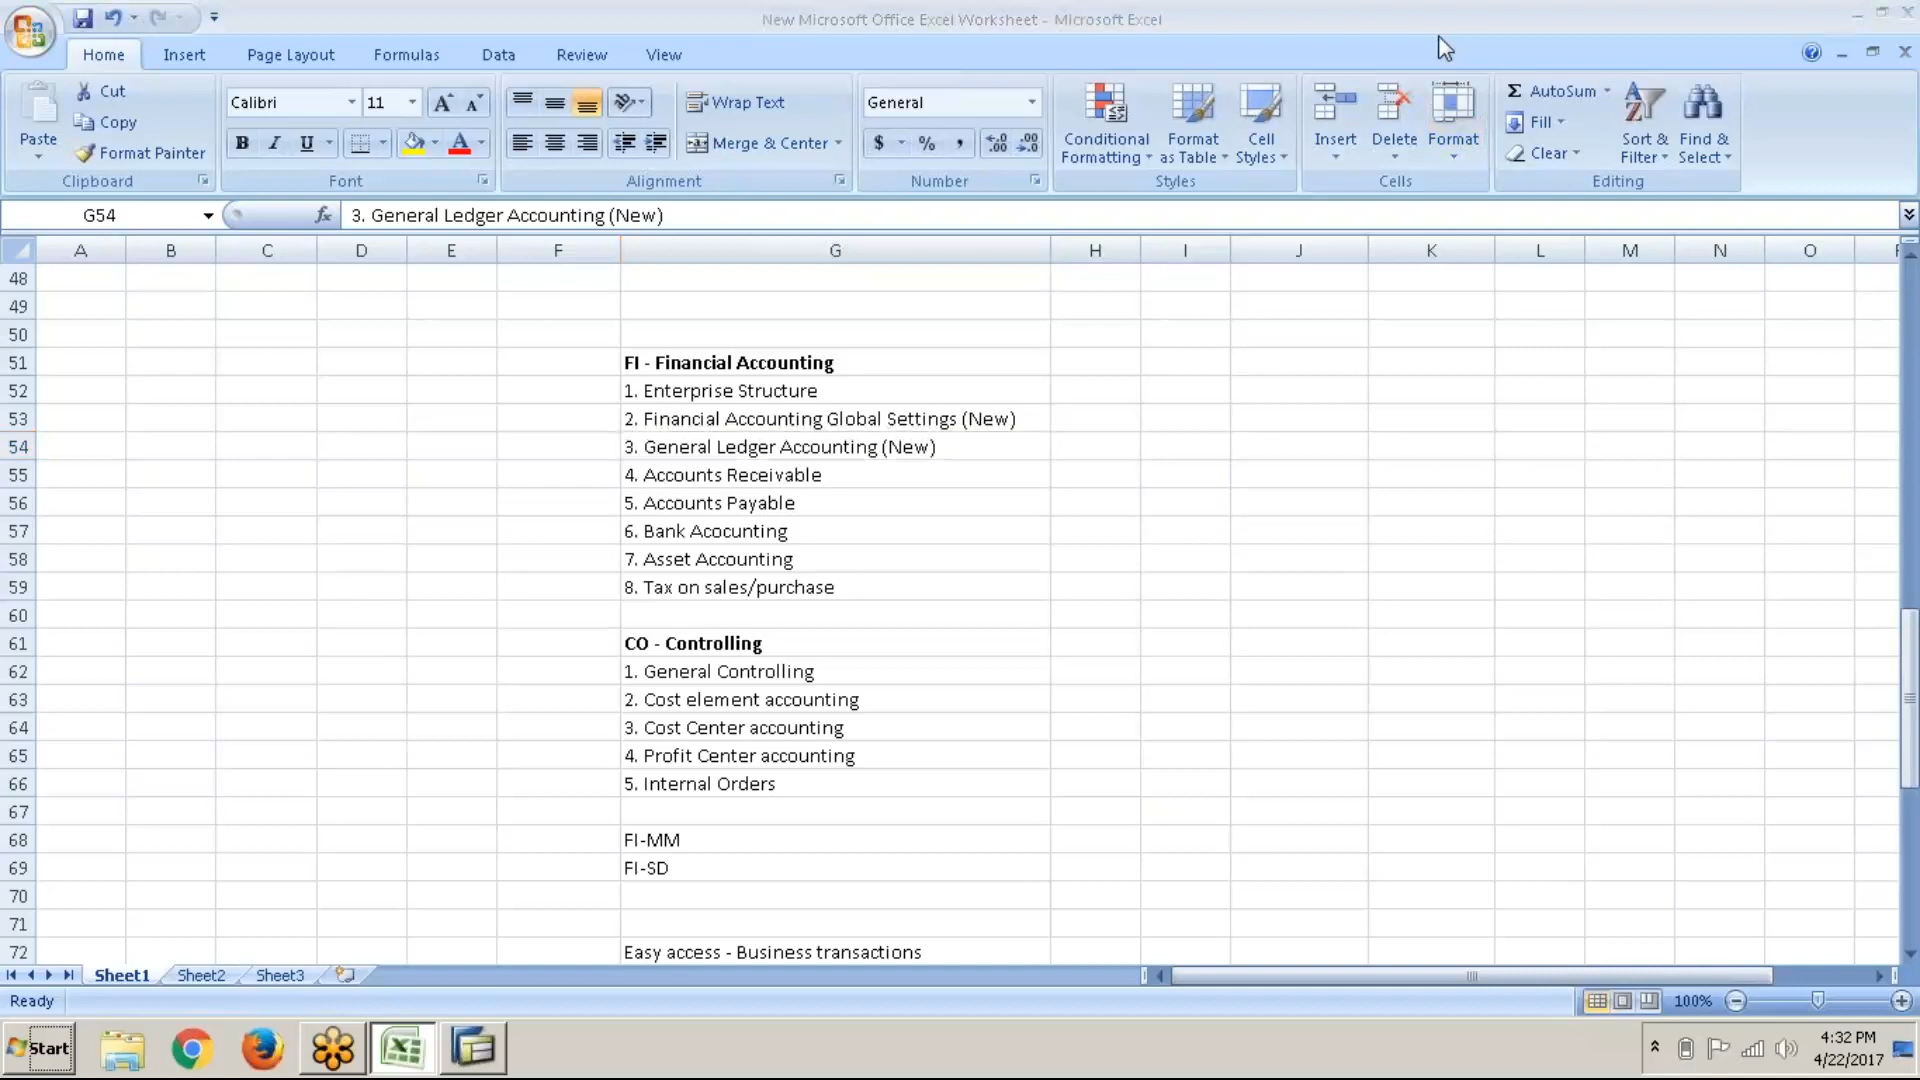 New Microsoft Office Excel Worksheet - Microsoft Excel
Home Insert Page Layout Formulas Data Review View
Paste
Cut
Copy
Format Painter
Clipboard
Calibri 11
B I U
Font
Wrap Text
Merge & Center
Alignment
General
$ % ,
Number
Conditional Formatting
Format as Table
Cell Styles
Styles
Insert Delete Format
Cells
Σ AutoSum
Fill
Clear
Sort & Filter
Find & Select
Editing
G54 fx 3. General Ledger Accounting (New)
A B C D E F G H I J K L M N O
48
49
50
51 FI - Financial Accounting
52 1. Enterprise Structure
53 2. Financial Accounting Global Settings (New)
54 3. General Ledger Accounting (New)
55 4. Accounts Receivable
56 5. Accounts Payable
57 6. Bank Acocunting
58 7. Asset Accounting
59 8. Tax on sales/purchase
60
61 CO - Controlling
62 1. General Controlling
63 2. Cost element accounting
64 3. Cost Center accounting
65 4. Profit Center accounting
66 5. Internal Orders
67
68 FI-MM
69 FI-SD
70
71
72 Easy access - Business transactions
Sheet1 Sheet2 Sheet3
Ready 100%
Start
4:32 PM
4/22/2017